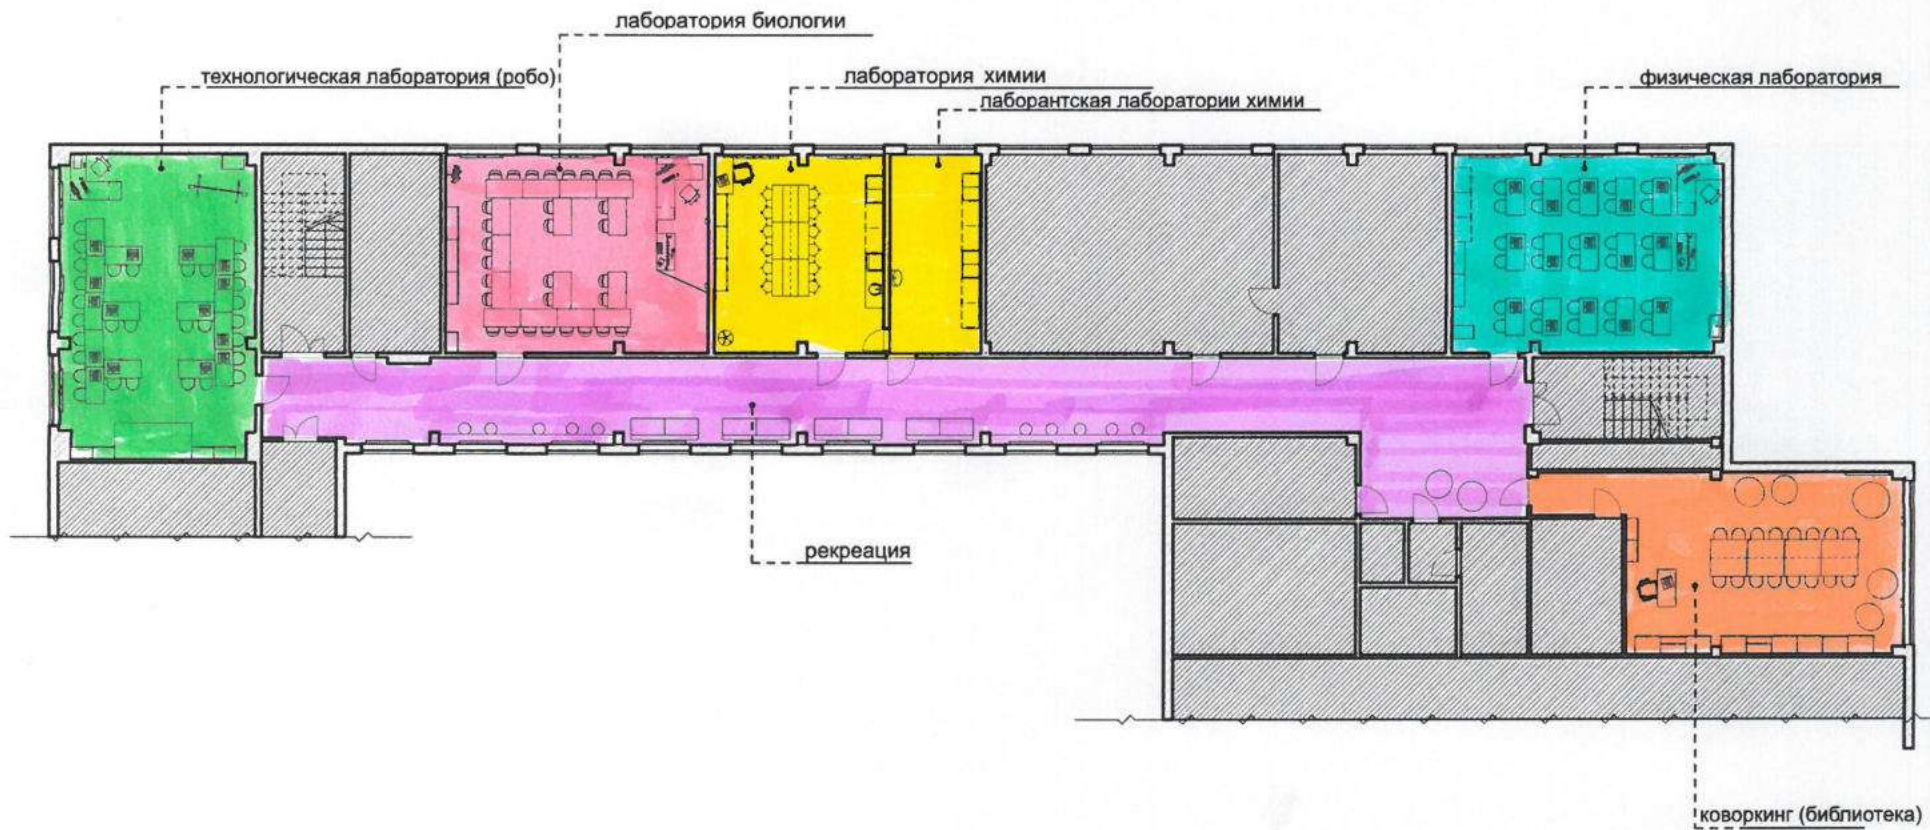 лаборатория биологии
технологическая лаборатория (робо)
лаборатория химии
лаборантская лаборатории химии
физическая лаборатория
рекреация
коворкинг (библиотека)